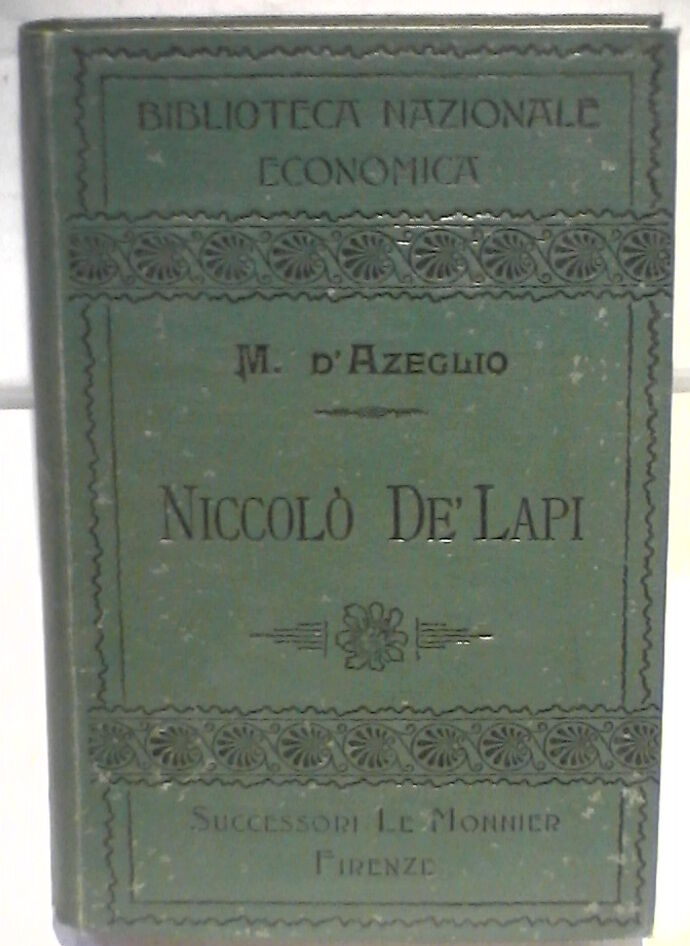 BIBLIOTECA NAZIONALE
ECONOMICA
M. D'AZEGLIO
NICCOLÒ DE' LAPI
SUCCESSORI LE MONNIER
FIRENZE